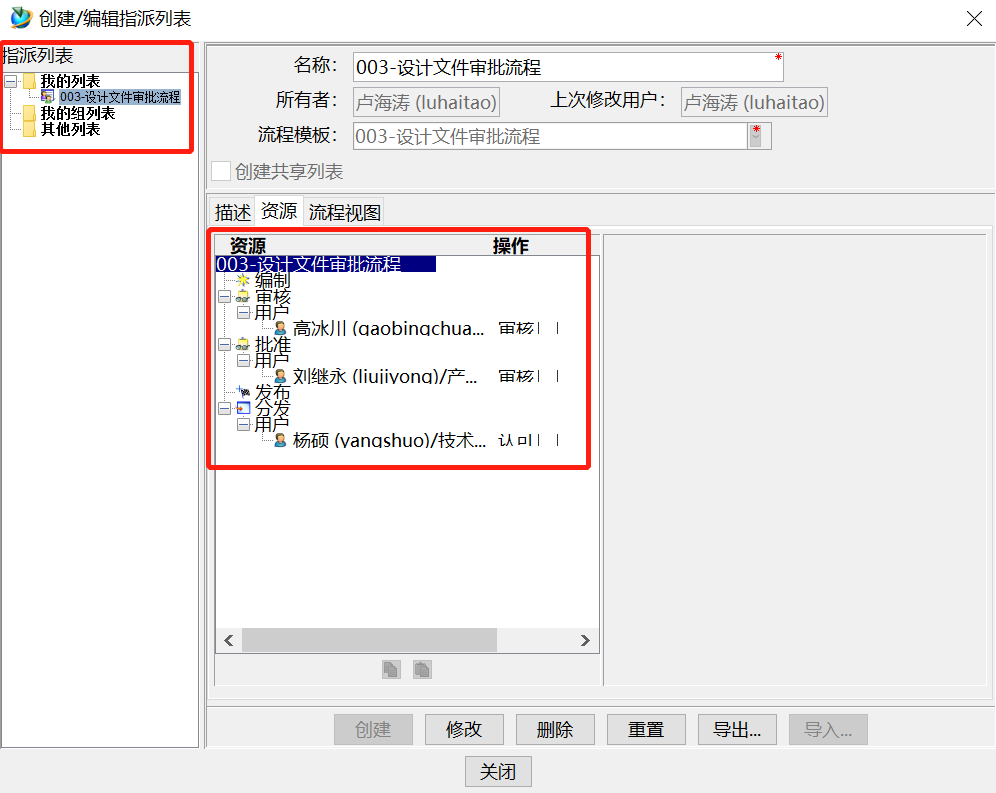 创建/编辑指派列表
指派列表
我的列表
003-设计文件审批流程
我的组列表
其他列表
名称: 003-设计文件审批流程 *
所有者: 卢海涛 (luhaitao) 上次修改用户: 卢海涛 (luhaitao)
流程模板: 003-设计文件审批流程 *
创建共享列表
描述 资源 流程视图
资源 操作
003-设计文件审批流程
编制
审核
用户
高冰川 (gaobingchua... 审核
批准
用户
刘继永 (liujiyong)/产... 审核
发布
分发
用户
杨硕 (yangshuo)/技术... 认可
创建 修改 删除 重置 导出... 导入...
关闭